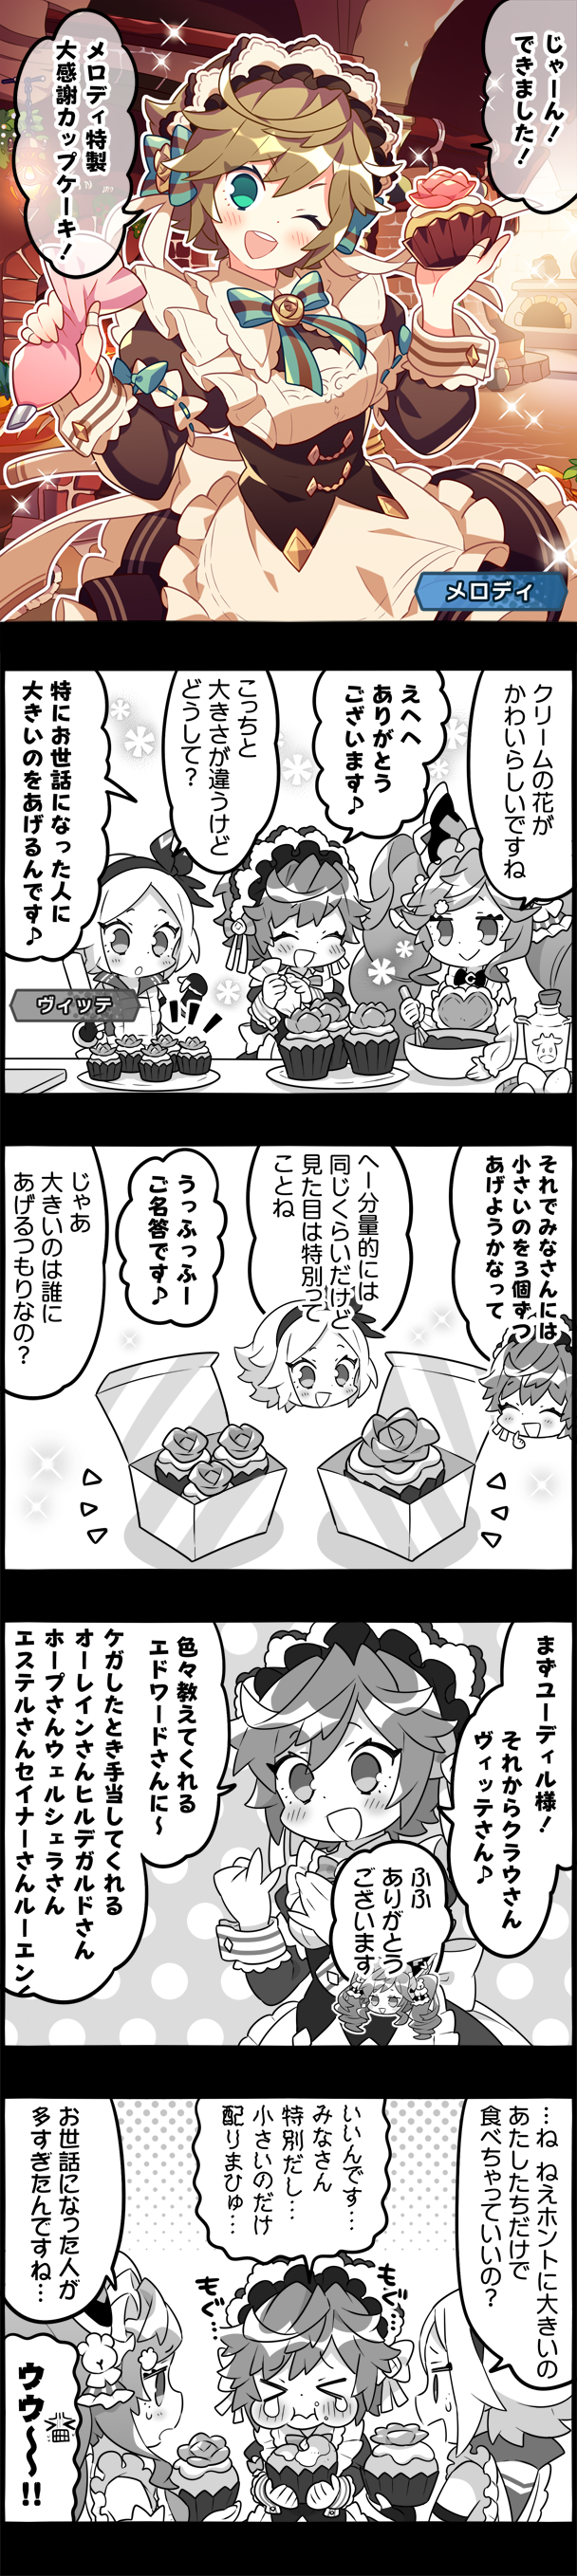 じゃーん！
できました！
メロディ特製
大感謝カップケーキ！
メロディ
クリームの花が
かわいらしいですね
えへへ
ありがとう
ございます♪
こっちと
大きさが違うけど
どうして？
特にお世話になった人に
大きいのをあげるんです♪
ヴィッテ
それでみなさんには
小さいのを3個ずつ
あげようかなって
へー分量的には
同じくらいだけど
見た目は特別って
ことね
うっふっふー
ご名答です♪
じゃあ
大きいのは誰に
あげるつもりなの？
まずユーディル様！
それからクラウさん
ヴィッテさん♪
ふふ
ありがとう
ございます
色々教えてくれる
エドワードさんに～
ケガしたとき手当してくれる
オーレインさんヒルデガルドさん
ホープさんウェルシェラさん
エステルさんセイナーさんルーエン
…ね ねえホントに大きいの
あたしたちだけで
食べちゃっていいの？
いいんです…
みなさん
特別だし…
小さいのだけ
配りまひゅ…
もぐ…
もぐ…
お世話になった人が
多すぎたんですね…
ウウ～!!